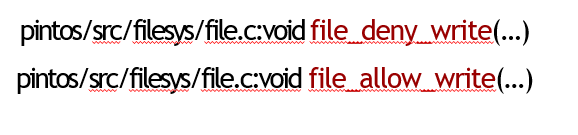 pintos/src/filesys/file.c:void file_deny_write(...)
pintos/src/filesys/file.c:void file_allow_write(...)